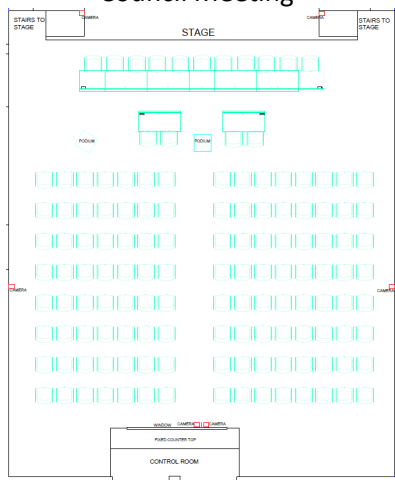 Council Meeting
CAMERA
CAMERA
STAIRS TO
STAGE
STAGE
STAIRS TO
STAGE
PODIUM
PODIUM
CAMERA
CAMERA
WINDOW
CAMERA
CAMERA
FIXED COUNTER TOP
CONTROL ROOM